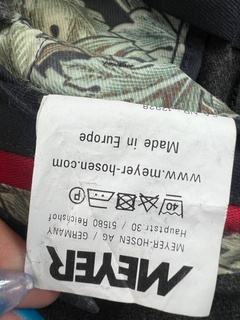 MEYER
MEYER-HOSEN AG / GERMANY
Hauptstr 30 / 51580 Reichshof
40 P
www.meyer-hosen.com
Made in Europe